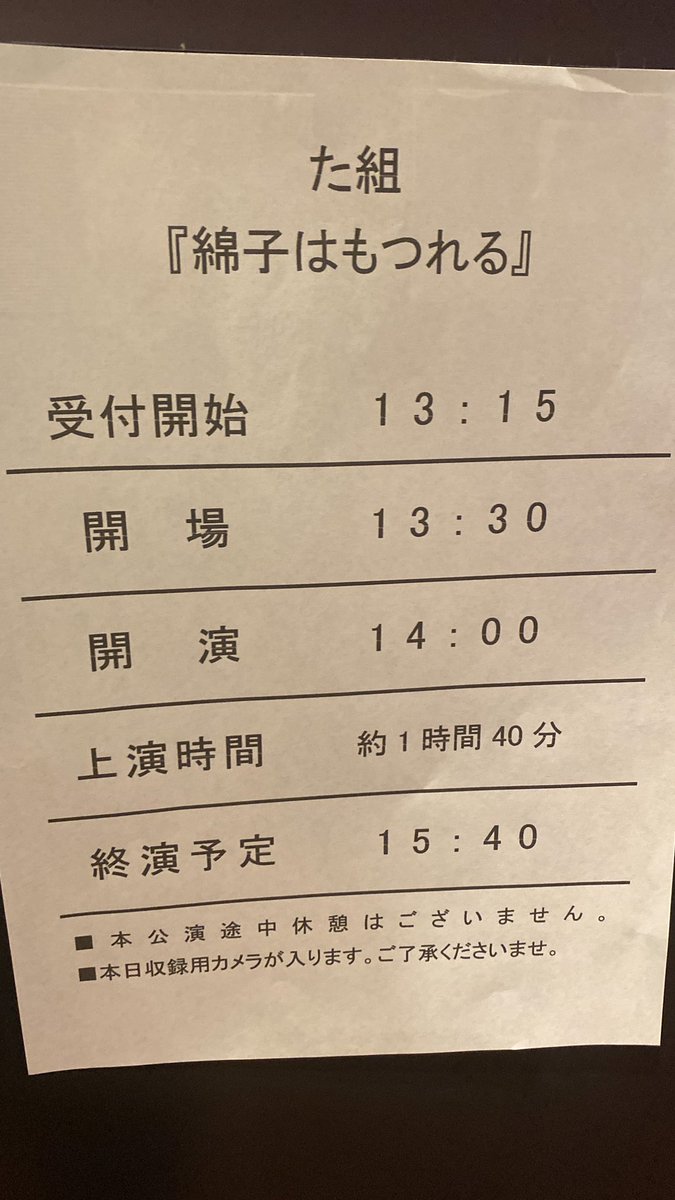 た組
『綿子はもつれる』
受付開始 13:15
開 場 13:30
開 演 14:00
上演時間 約1時間40分
終演予定 15:40
■本公演途中休憩はございません。
■本日収録用カメラが入ります。ご了承くださいませ。